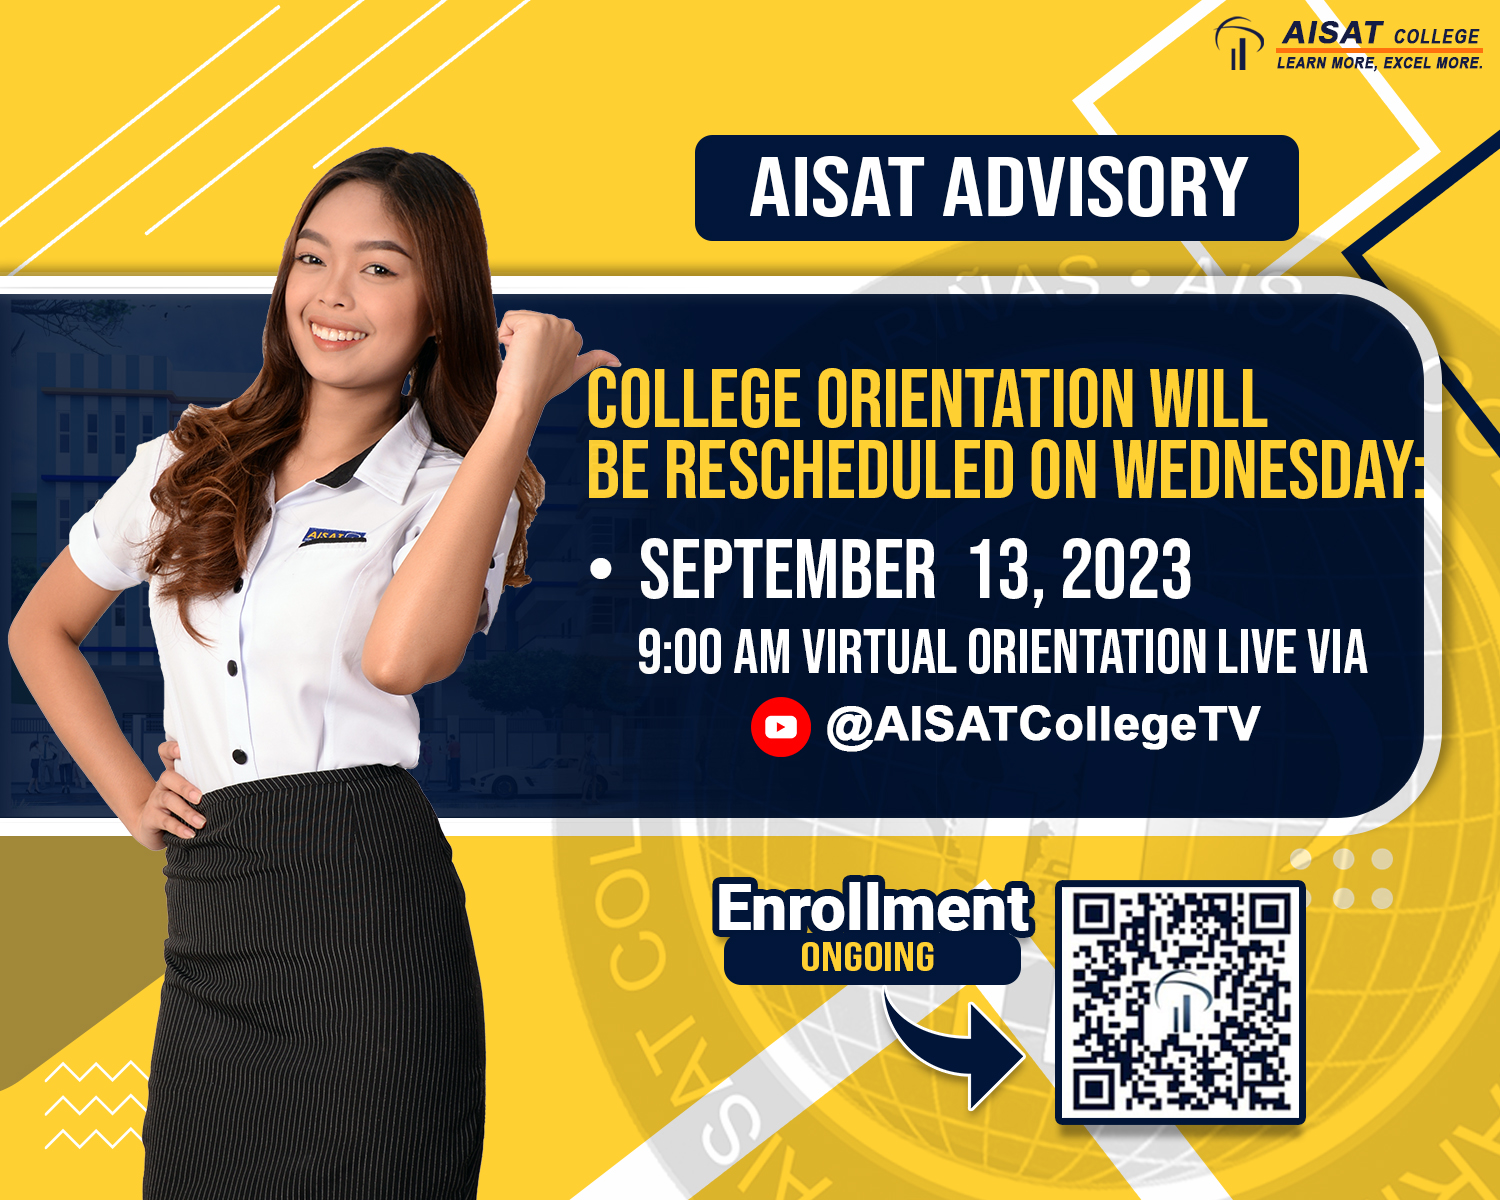 AISAT COLLEGE
LEARN MORE, EXCEL MORE.
AISAT ADVISORY
COLLEGE ORIENTATION WILL
BE RESCHEDULED ON WEDNESDAY:
• SEPTEMBER 13, 2023
9:00 AM VIRTUAL ORIENTATION LIVE VIA
@AISATCollegeTV
AISAT
Enrollment
ONGOING